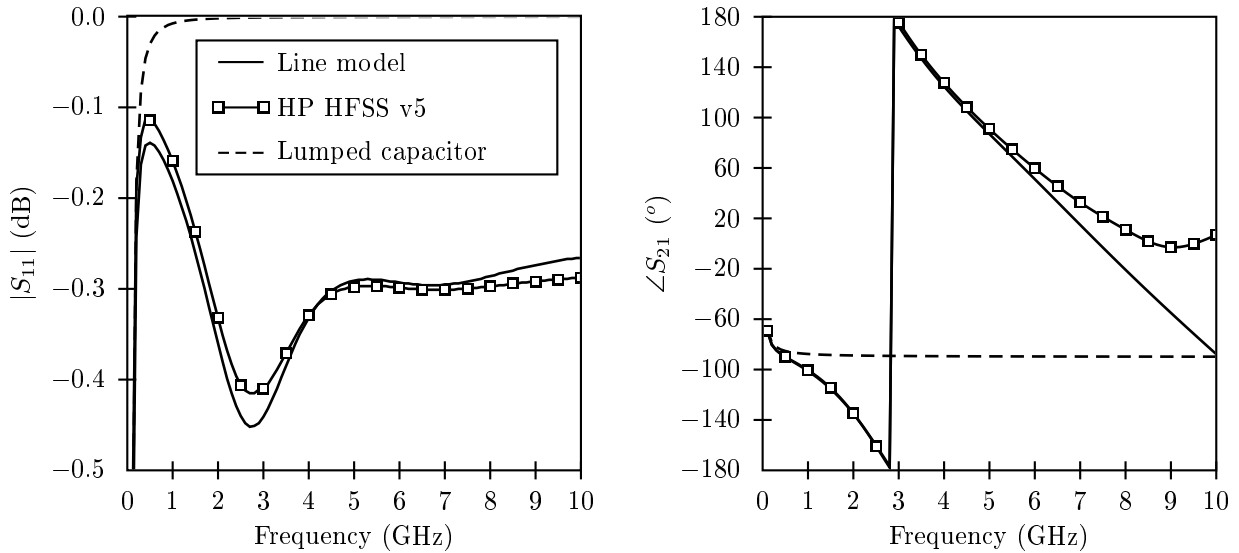 0.0
−0.1
−0.2
−0.3
−0.4
−0.5
|S11| (dB)
Line model
HP HFSS v5
Lumped capacitor
0 1 2 3 4 5 6 7 8 9 10
Frequency (GHz)
180
140
100
60
20
−20
−60
−100
−140
−180
∠S21 (o)
0 1 2 3 4 5 6 7 8 9 10
Frequency (GHz)